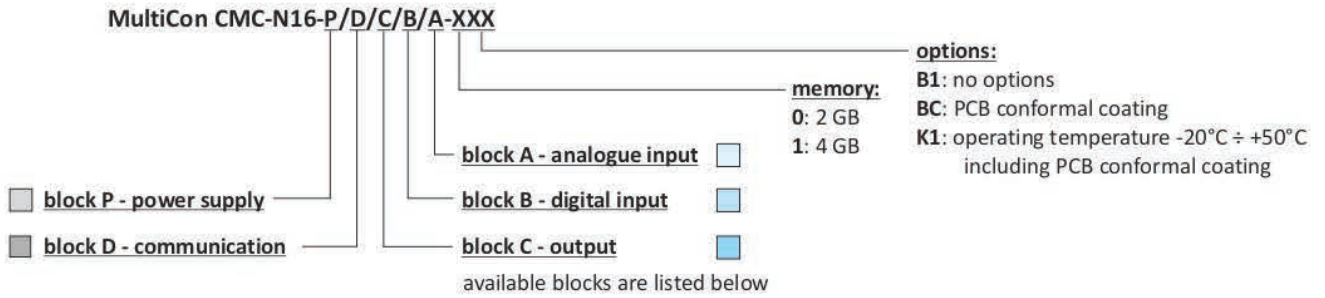 MultiCon CMC-N16-P/D/C/B/A-XXX
options:
B1: no options
BC: PCB conformal coating
K1: operating temperature -20°C ÷ +50°C
including PCB conformal coating
memory:
0: 2 GB
1: 4 GB
block A - analogue input
block P - power supply
block B - digital input
block D - communication
block C - output
available blocks are listed below